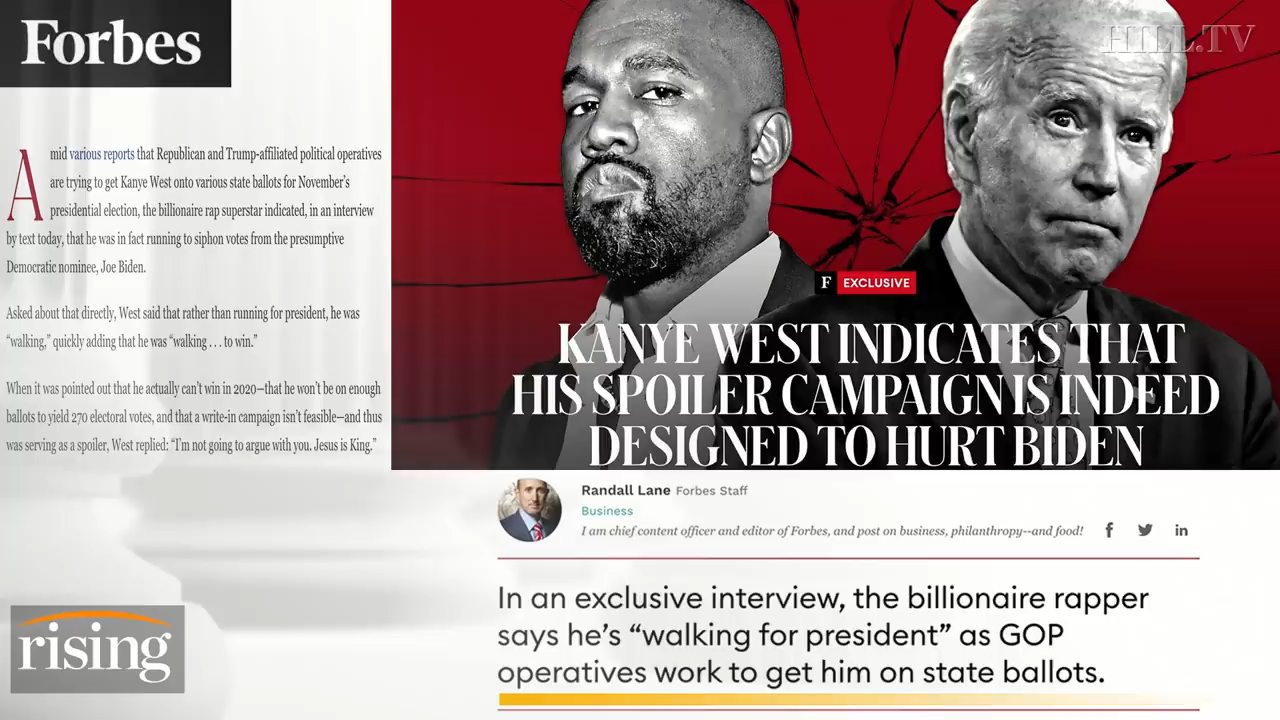 Forbes
HILL.TV
Amid various reports that Republican and Trump-affiliated political operatives
are trying to get Kanye West onto various state ballots for November's
presidential election, the billionaire rap superstar indicated, in an interview
by text today, that he was in fact running to siphon votes from the presumptive
Democratic nominee, Joe Biden.
Asked about that directly, West said that rather than running for president, he was
“walking,” quickly adding that he was “walking . . . to win.”
When it was pointed out that he actually can't win in 2020—that he won't be on enough
ballots to yield 270 electoral votes, and that a write-in campaign isn't feasible—and thus
was serving as a spoiler, West replied: “I'm not going to argue with you. Jesus is King.”
F EXCLUSIVE
KANYE WEST INDICATES THAT
HIS SPOILER CAMPAIGN IS INDEED
DESIGNED TO HURT BIDEN
Randall Lane Forbes Staff
Business
I am chief content officer and editor of Forbes, and post on business, philanthropy--and food!
In an exclusive interview, the billionaire rapper
says he's “walking for president” as GOP
operatives work to get him on state ballots.
rising